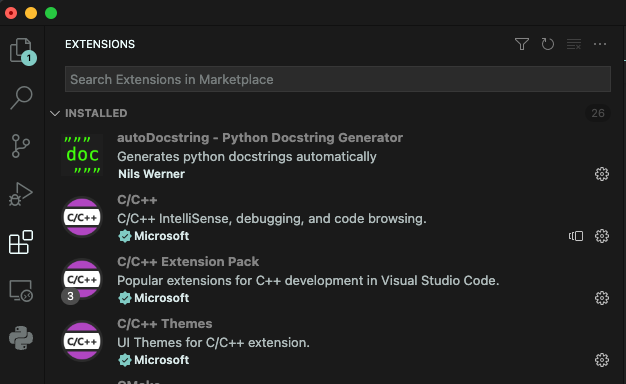 EXTENSIONS
1
Search Extensions in Marketplace
INSTALLED 26
""" doc """
autoDocstring - Python Docstring Generator
Generates python docstrings automatically
Nils Werner
C/C++
C/C++
C/C++ IntelliSense, debugging, and code browsing.
Microsoft
C/C++
3
C/C++ Extension Pack
Popular extensions for C++ development in Visual Studio Code.
Microsoft
C/C++
C/C++ Themes
UI Themes for C/C++ extension.
Microsoft